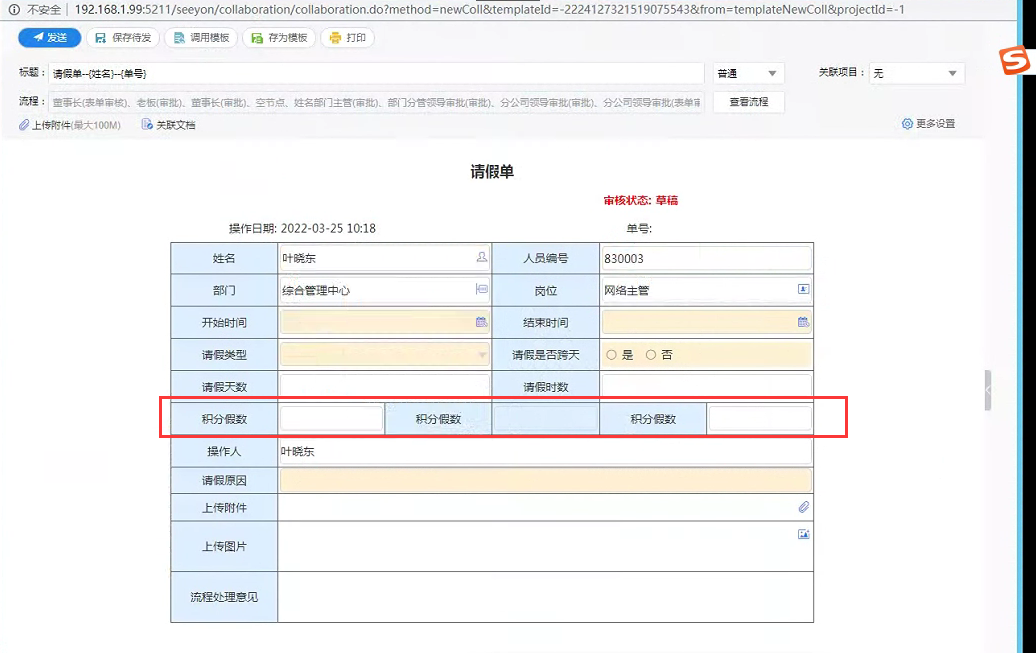 不安全 | 192.168.1.99:5211/seeyon/collaboration/collaboration.do?method=newColl&templateId=-2224127321519075543&from=templateNewColl&projectId=-1
发送 保存待发 调用模板 存为模板 打印
标题: 请假单--{姓名}--{单号} 普通 关联项目: 无
流程: 董事长(表单审核)、老板(审批)、董事长(审批)、空节点、姓名部门主管(审批)、部门分管领导审批(审批)、分公司领导审批(审批)、分公司领导审批(表单审 查看流程
上传附件(最大100M) 关联文档 更多设置
请假单
审核状态: 草稿
操作日期: 2022-03-25 10:18 单号:
姓名 叶晓东 人员编号 830003
部门 综合管理中心 岗位 网络主管
开始时间 结束时间
请假类型 请假是否跨天 是 否
请假天数 请假时数
积分假数 积分假数 积分假数
操作人 叶晓东
请假原因
上传附件
上传图片
流程处理意见